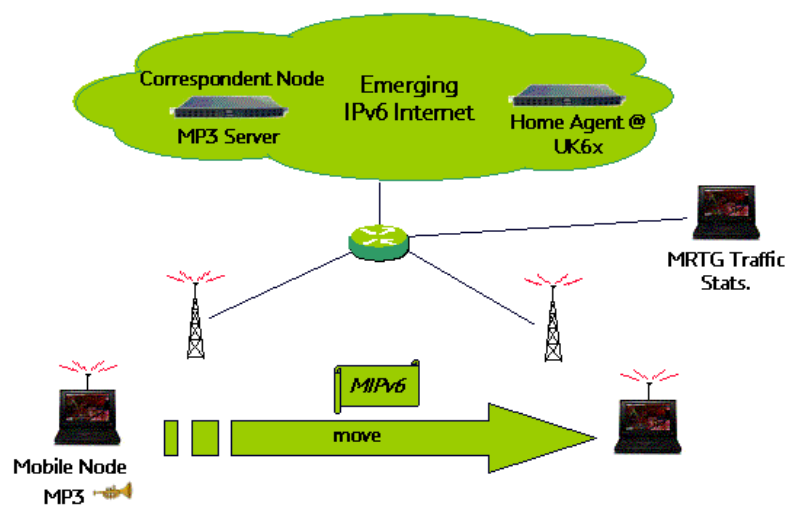 Correspondent Node
MP3 Server
Emerging
IPv6 Internet
Home Agent @
UK6x
MRTG Traffic
Stats.
MIPv6
move
Mobile Node
MP3